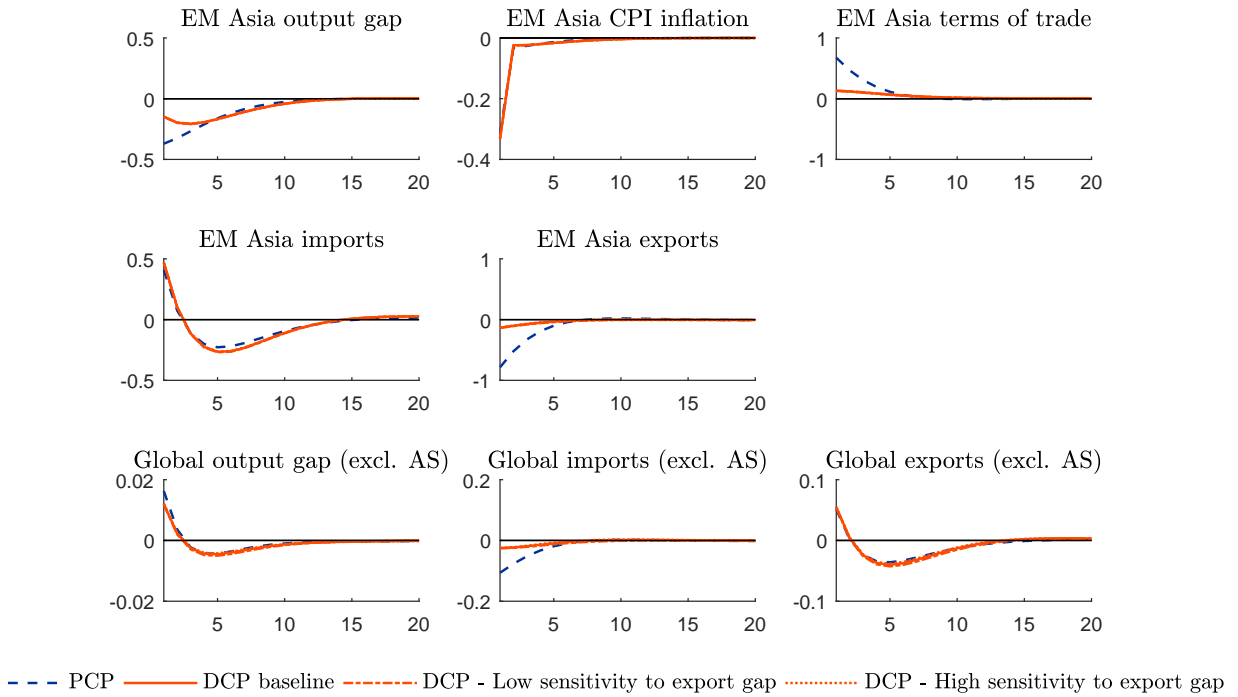 EM Asia output gap
EM Asia CPI inflation
EM Asia terms of trade
0.5
0
-0.5
5 10 15 20
0
-0.2
-0.4
5 10 15 20
1
0
-1
5 10 15 20
EM Asia imports
EM Asia exports
0.5
0
-0.5
5 10 15 20
1
0
-1
5 10 15 20
Global output gap (excl. AS)
Global imports (excl. AS)
Global exports (excl. AS)
0.02
0
-0.02
5 10 15 20
0.2
0
-0.2
5 10 15 20
0.1
0
-0.1
5 10 15 20
PCP DCP baseline DCP - Low sensitivity to export gap DCP - High sensitivity to export gap